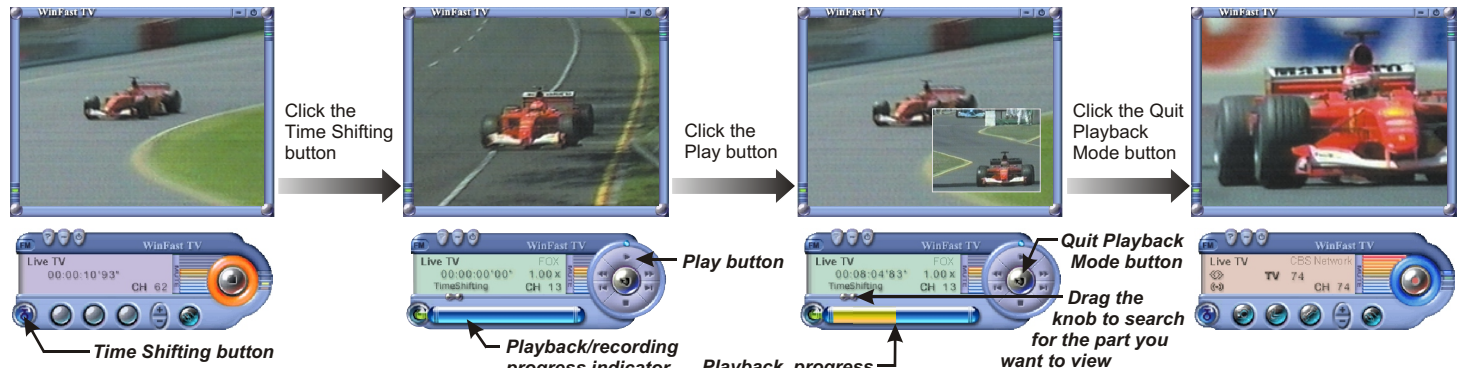 WinFast TV
WinFast TV
WinFast TV
WinFast TV
Click the
Time Shifting
button
Click the
Play button
Click the Quit
Playback
Mode button
Marlboro
FM
WinFast TV
Live TV
00:00:10'93"
CH 62
Time Shifting button
FM
WinFast TV
Live TV FOX
00:00:00'00" 1.00 x
TimeShifting CH 13
Play button
Playback/recording
progress indicator
FM
WinFast TV
Live TV FOX
00:08:04'83" 1.00 x
TimeShifting CH 13
Quit Playback
Mode button
Drag the
knob to search
for the part you
want to view
Playback progress
FM
WinFast TV
Live TV CBS Network
TV 74
CH 74